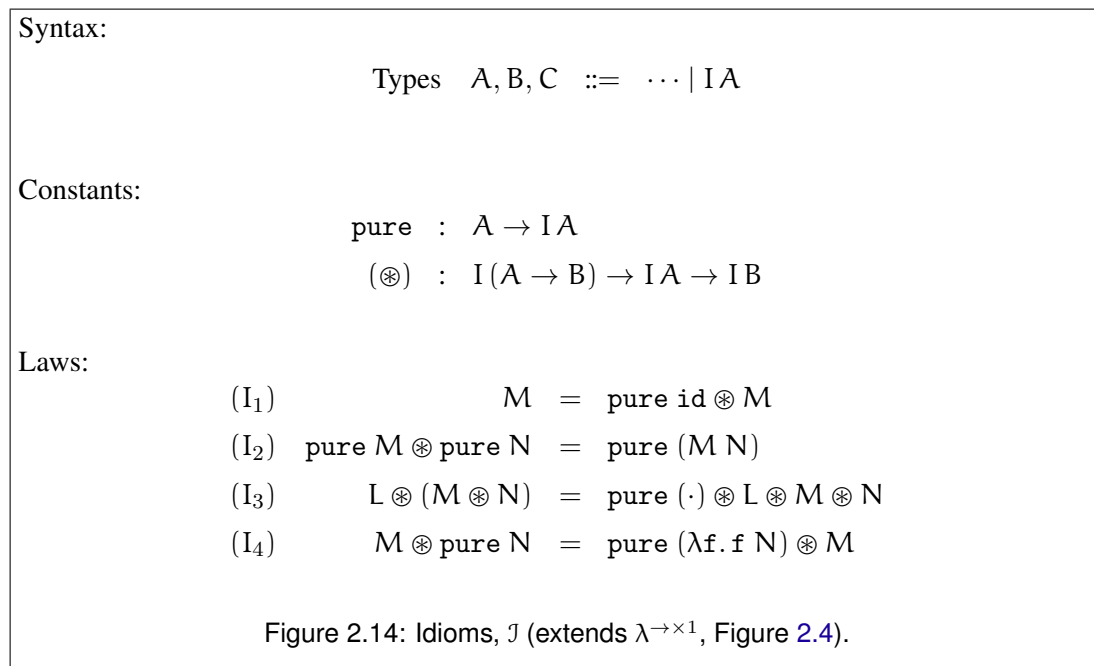 Syntax:
Types A, B, C ::= ··· | I A
Constants:
pure : A → I A
(⊛) : I (A → B) → I A → I B
Laws:
(I₁) M = pure id ⊛ M
(I₂) pure M ⊛ pure N = pure (M N)
(I₃) L ⊛ (M ⊛ N) = pure (·) ⊛ L ⊛ M ⊛ N
(I₄) M ⊛ pure N = pure (λf. f N) ⊛ M
Figure 2.14: Idioms, ℐ (extends λ→×1, Figure 2.4).